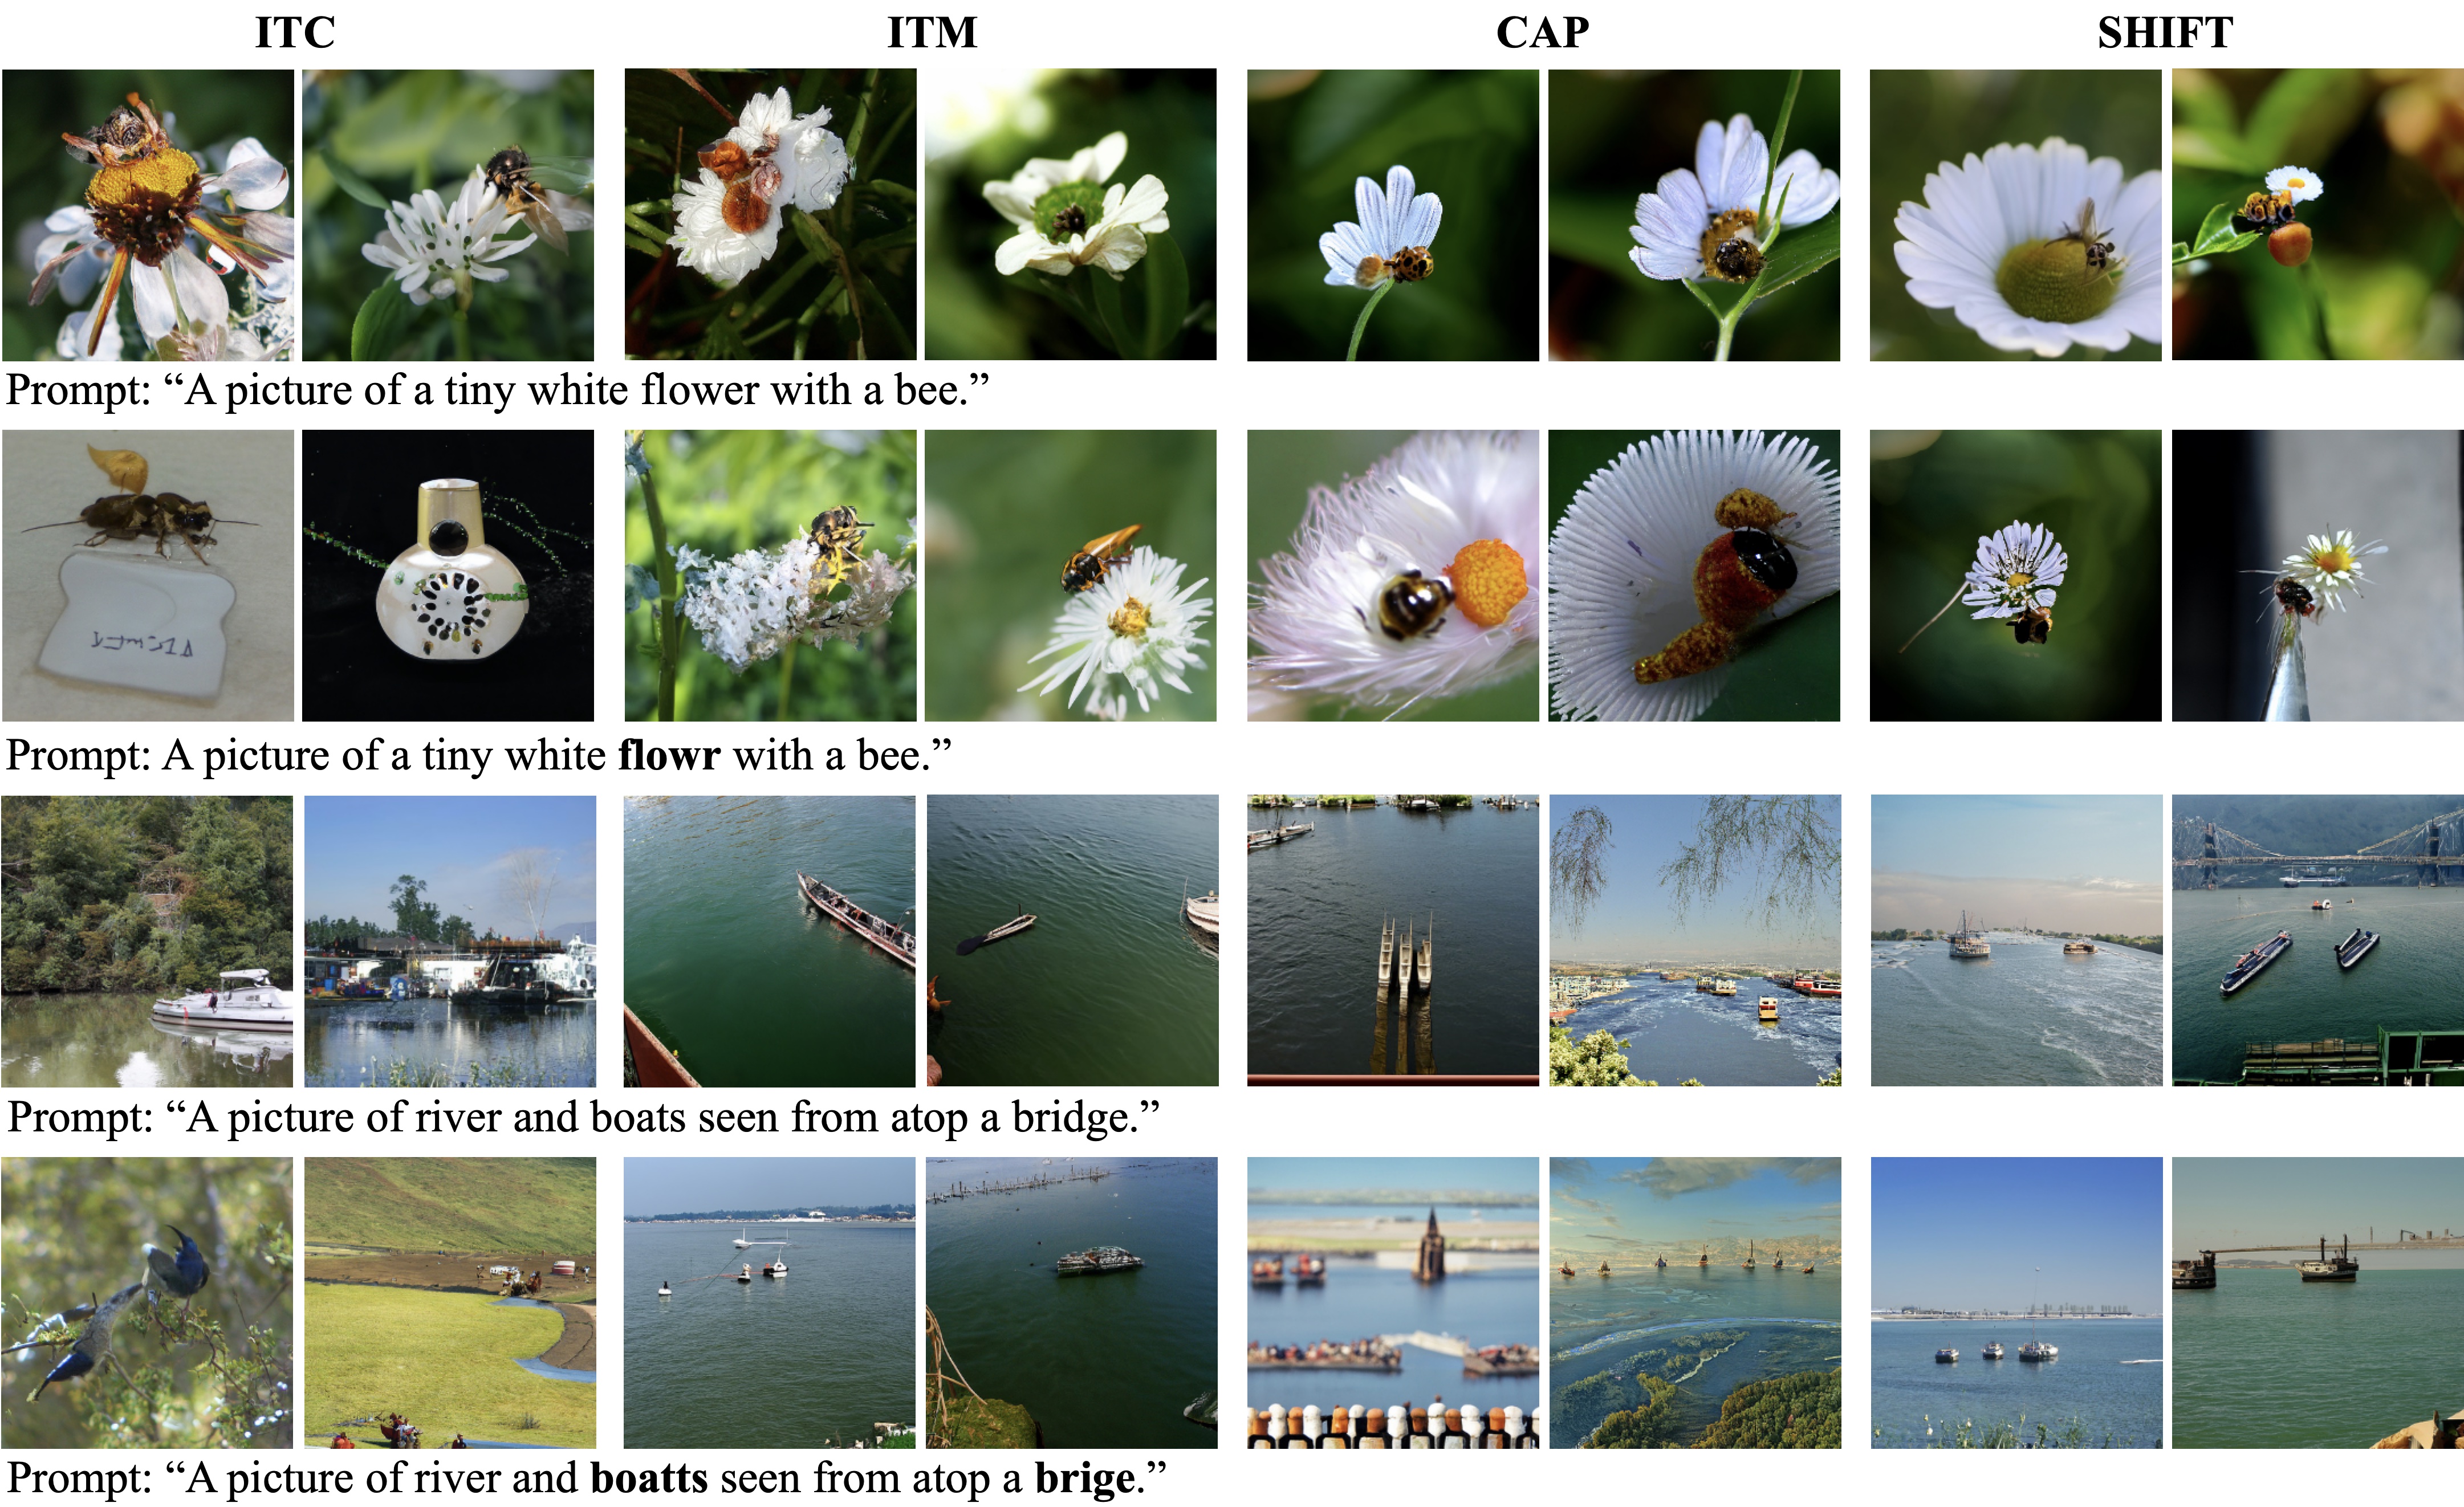 ITC ITM CAP SHIFT
Prompt: “A picture of a tiny white flower with a bee.”
Prompt: A picture of a tiny white flowr with a bee.”
Prompt: “A picture of river and boats seen from atop a bridge.”
Prompt: “A picture of river and boatts seen from atop a brige.”